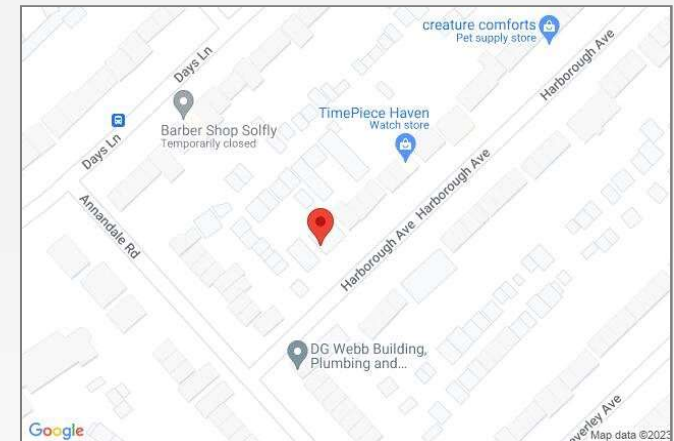 creature comforts
Pet supply store
Harborough Ave
Days Ln
Barber Shop Solfly
Temporarily closed
TimePiece Haven
Watch store
Days Ln
Annandale Rd
Harborough Ave
Harborough Ave
DG Webb Building,
Plumbing and...
Google
verley Ave
Map data ©2023